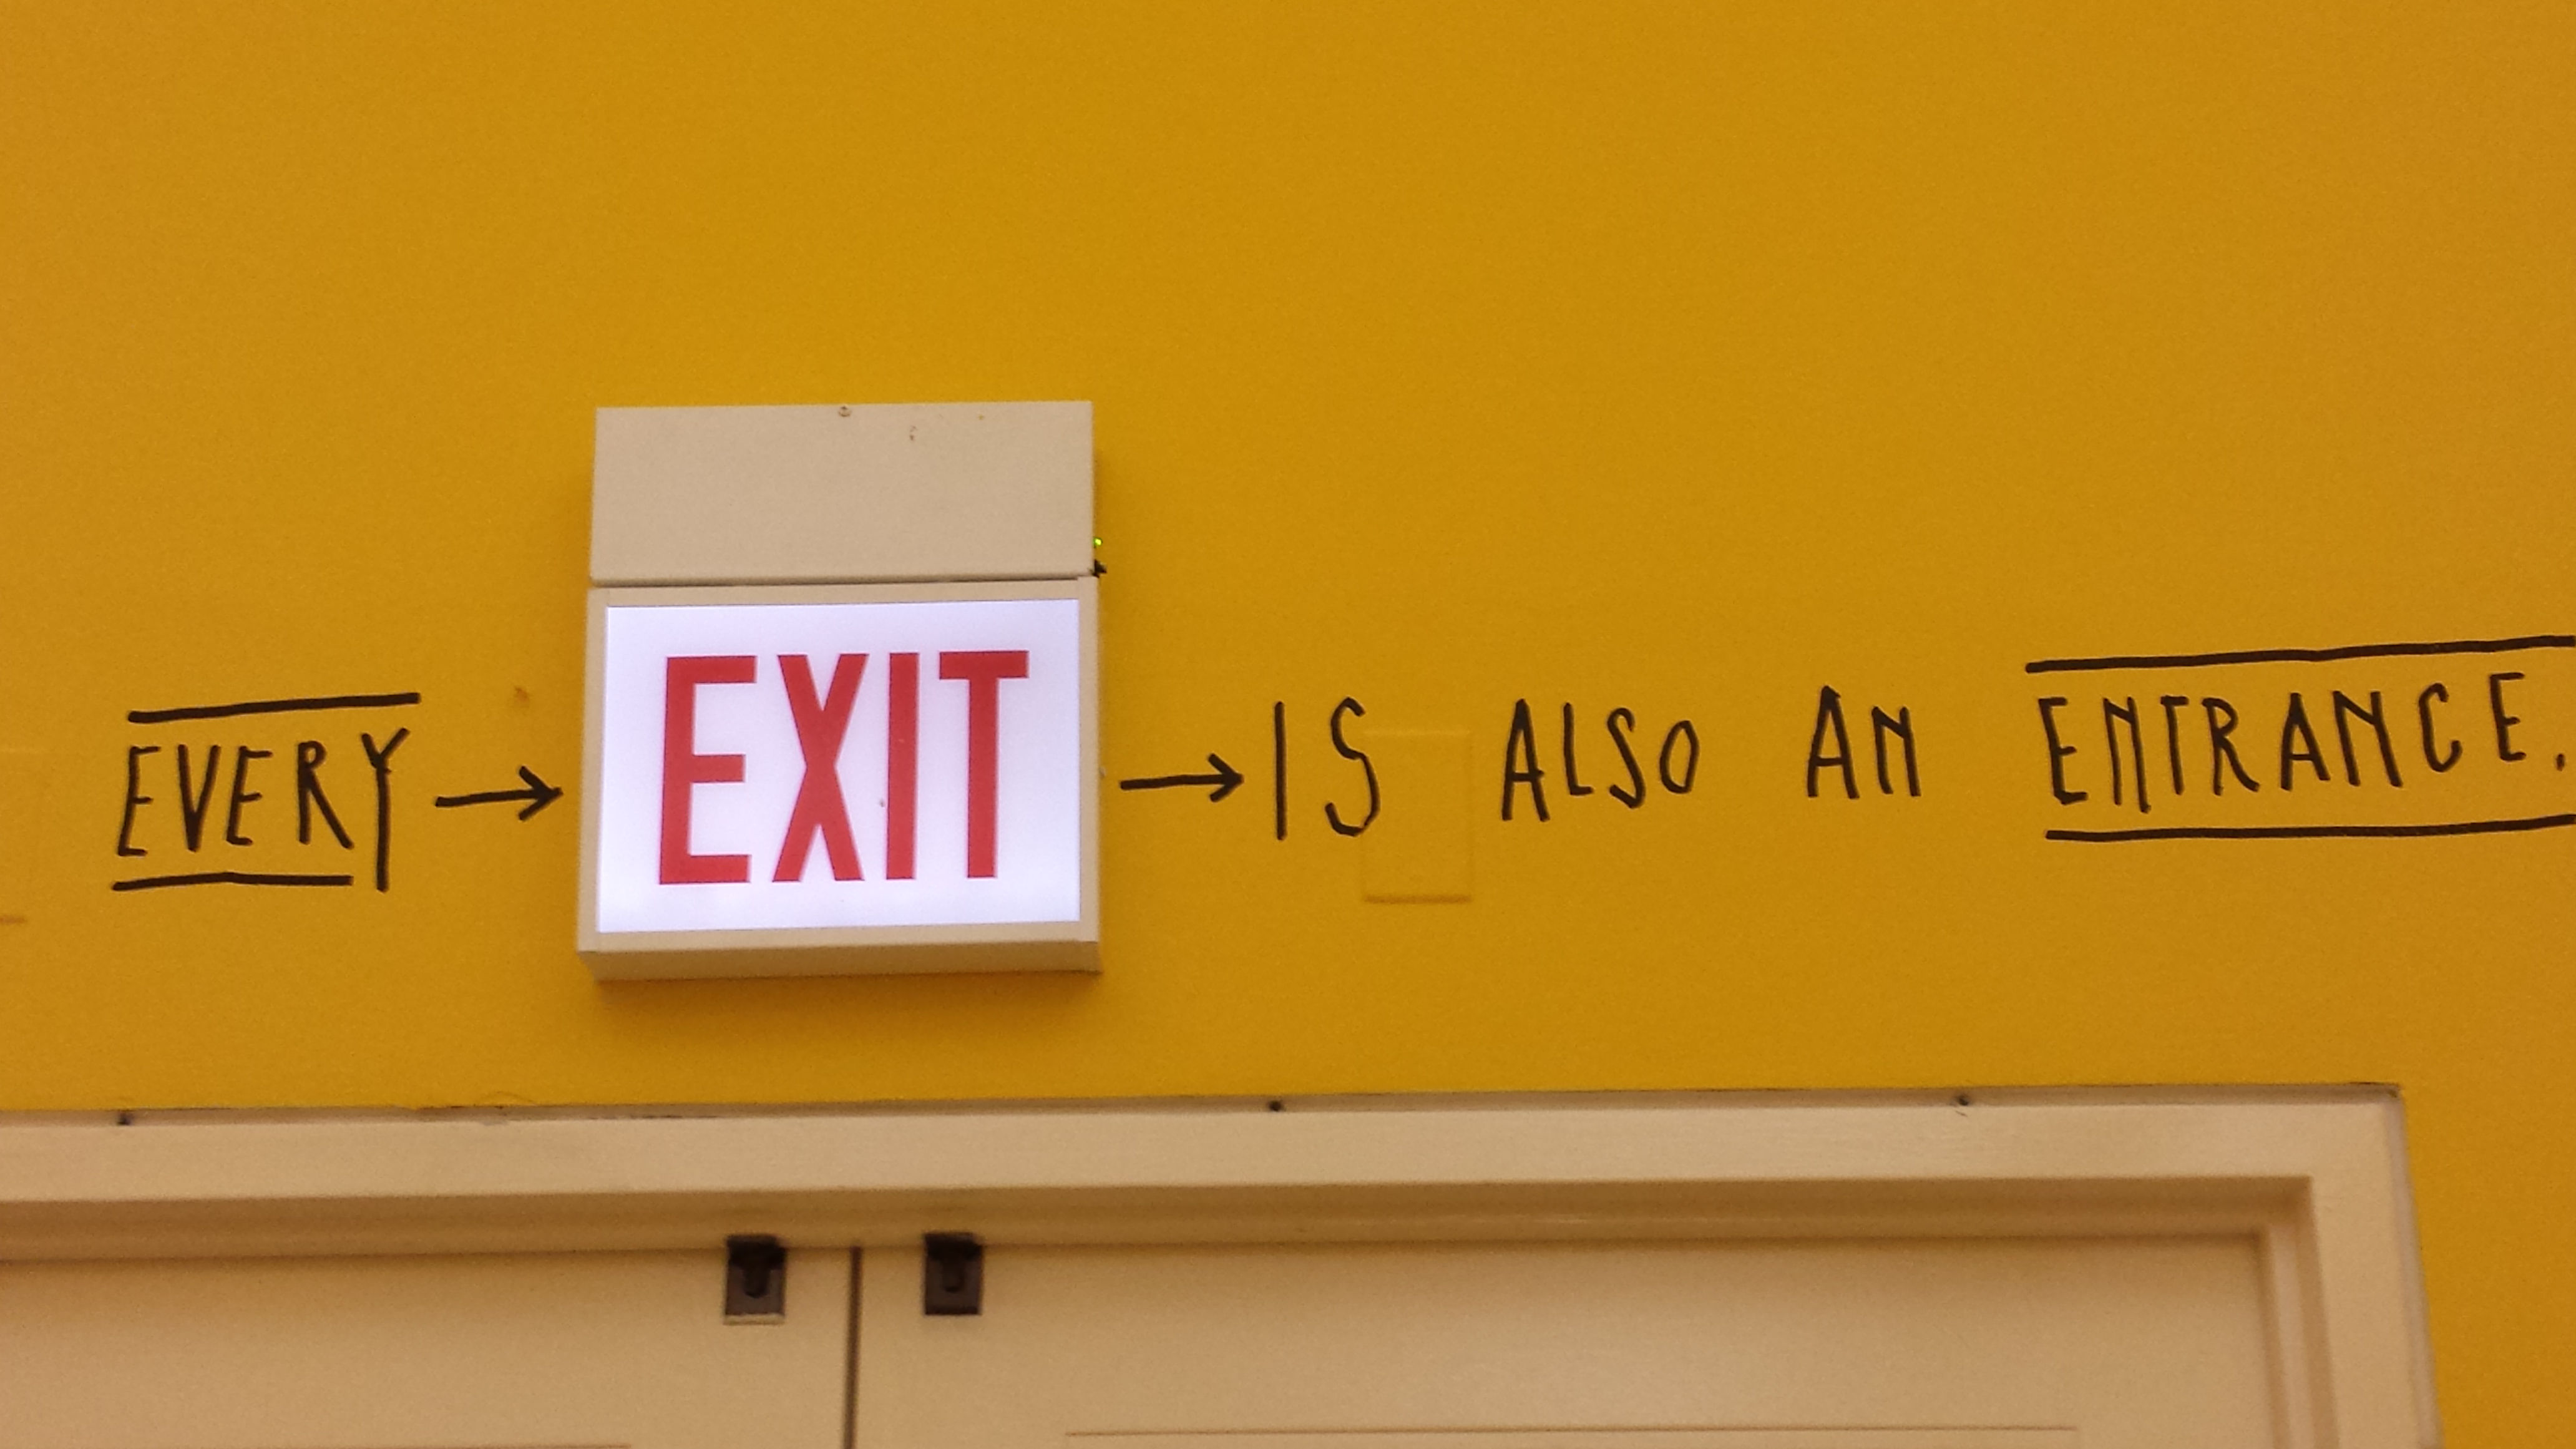 EVERY → EXIT → IS ALSO AN ENTRANCE.